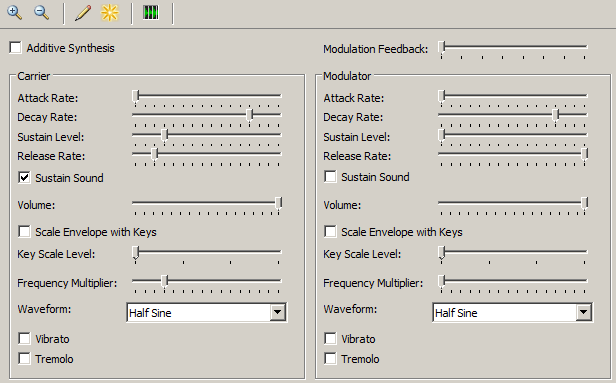 Additive Synthesis
Modulation Feedback:
Carrier
Attack Rate:
Decay Rate:
Sustain Level:
Release Rate:
Sustain Sound
Volume:
Scale Envelope with Keys
Key Scale Level:
Frequency Multiplier:
Waveform:
Half Sine
Vibrato
Tremolo
Modulator
Attack Rate:
Decay Rate:
Sustain Level:
Release Rate:
Sustain Sound
Volume:
Scale Envelope with Keys
Key Scale Level:
Frequency Multiplier:
Waveform:
Half Sine
Vibrato
Tremolo